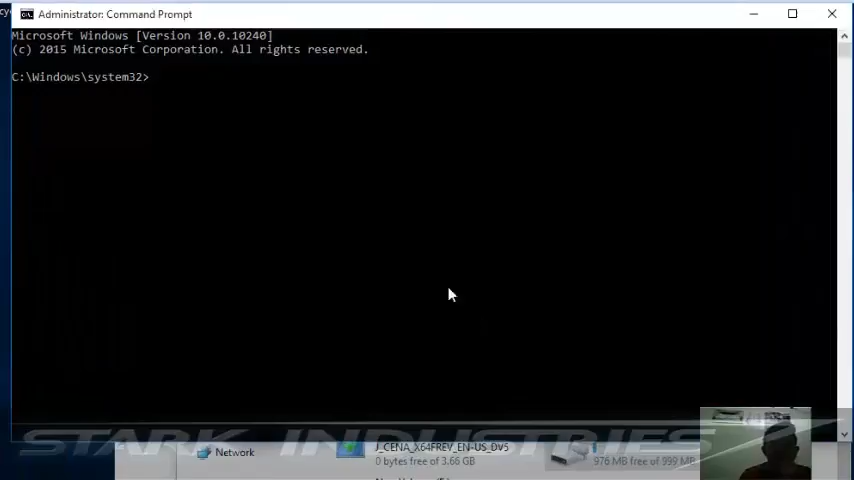 Administrator: Command Prompt
Microsoft Windows [Version 10.0.10240]
(c) 2015 Microsoft Corporation. All rights reserved.
C:\Windows\system32>
STARK INDUSTRIES
Network
J_CENA_X64FREV_EN-US_DV5
0 bytes free of 3.66 GB
976 MB free of 999 MB